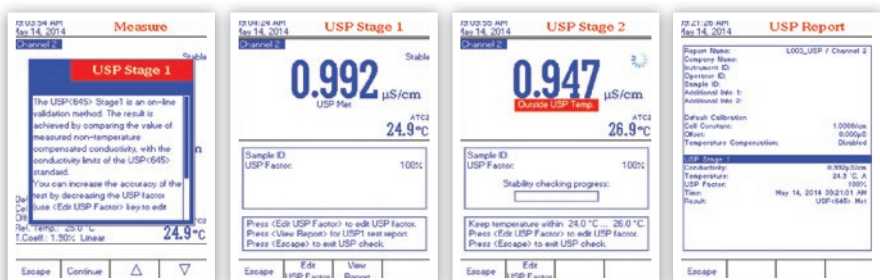 10:03:54 AM
May 14, 2014
Measure
Channel 2
Stable
USP Stage 1
The USP<645> Stage1 is an on-line
validation method. The result is
achieved by comparing the value of
measured non-temperature
compensated conductivity, with the
conductivity limits of the USP<645>
standard.
You can increase the accuracy of the
test by decreasing the USP factor
(use <Edit USP Factor> key to edit
Ref. Temp.: 25.0 °C
T.Coeff.: 1.90% Linear
24.9°C
Escape
Continue
△
▽
10:04:24 AM
May 14, 2014
USP Stage 1
Channel 2
Stable
0.992 µS/cm
USP Met
ATC2
24.9°C
Sample ID:
USP Factor: 100%
Press <Edit USP Factor> to edit USP factor.
Press <View Report> for USP1 test report.
Press <Escape> to exit USP check.
Escape
Edit
USP Factor
View
Report
10:03:55 AM
May 14, 2014
USP Stage 2
Channel 2
0.947 µS/cm
Outside USP Temp.
ATC2
26.9°C
Sample ID:
USP Factor: 100%
Stability checking progress:
Keep temperature within 24.0 °C ... 26.0 °C.
Press <Edit USP Factor> to edit USP factor.
Press <Escape> to exit USP check.
Escape
Edit
USP Factor
May 14, 2014
USP Report
Report Name: L003_USP / Channel 2
Company Name:
Instrument ID:
Operator ID:
Sample ID:
Additional Info 1:
Additional Info 2:
Default Calibration
Cell Constant: 1.0000/cm
Offset: 0.000µS
Temperature Compensation: Disabled
USP Stage 1
Conductivity: 0.992µS/cm
Temperature: 24.9 °C, A
USP Factor: 100%
Time: May 14, 2014 09:21:01 AM
Result: USP<645> Met
Escape